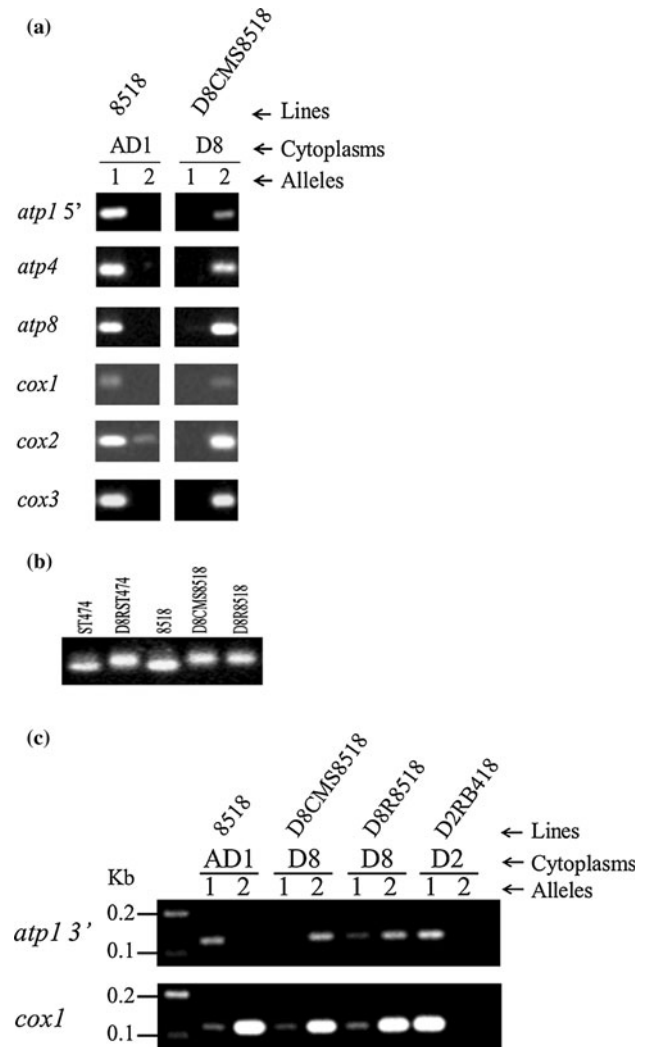 (a)
8518 D8CMS8518 ← Lines
AD1 D8 ← Cytoplasms
1 2 1 2 ← Alleles
atp1 5’
atp4
atp8
cox1
cox2
cox3
(b)
ST474 D8RST474 8518 D8CMS8518 D8R8518
(c)
8518 D8CMS8518 D8R8518 D2RB418 ← Lines
AD1 D8 D8 D2 ← Cytoplasms
Kb 1 2 1 2 1 2 1 2 ← Alleles
atp1 3’ 0.2
0.1
cox1 0.2
0.1